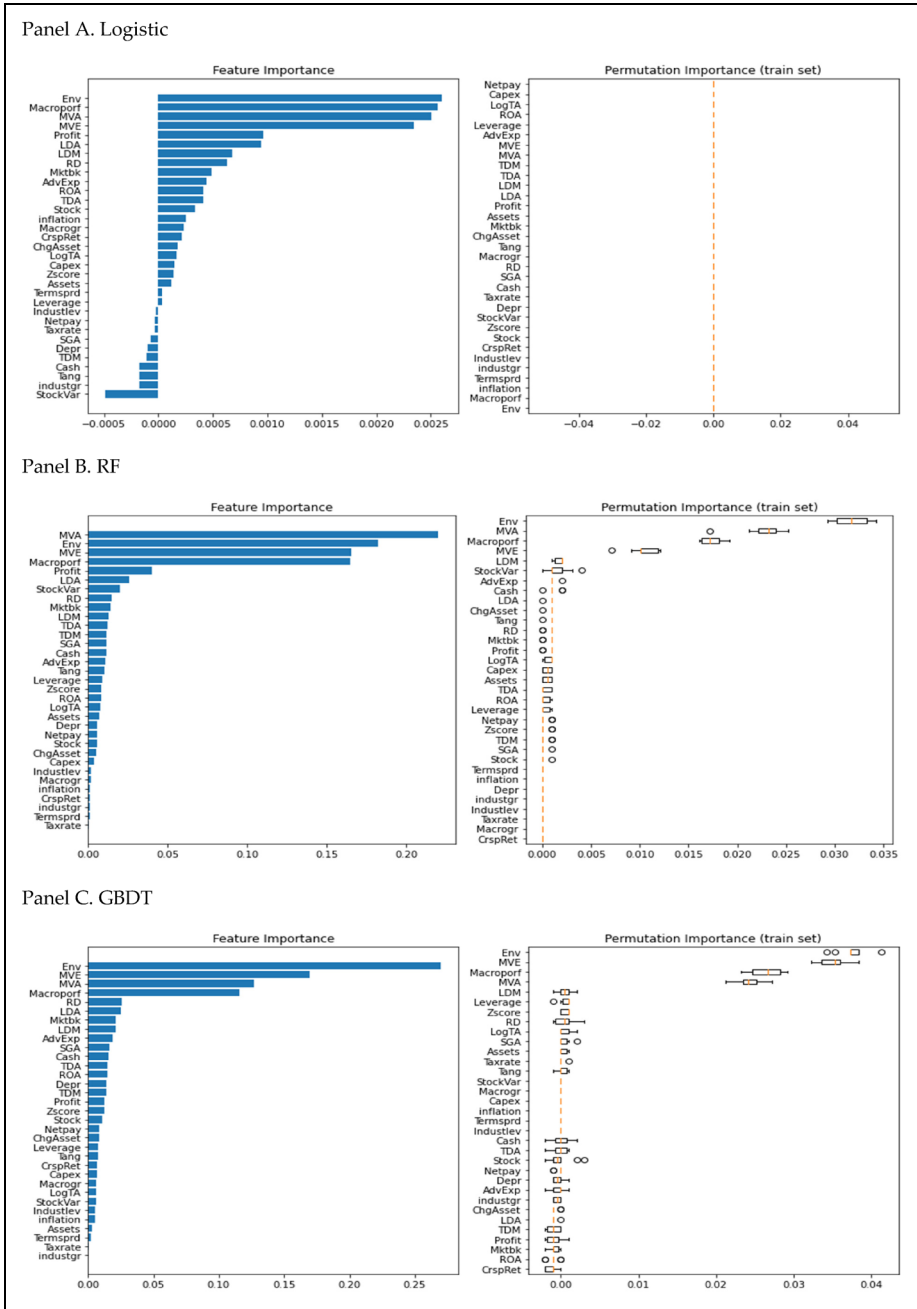 Panel A. Logistic
Feature Importance
Env
Macroporf
MVA
MVE
Profit
LDA
LDM
RD
Mktbk
AdvExp
ROA
TDA
Stock
inflation
Macrogr
CrspRet
ChgAsset
LogTA
Capex
Zscore
Assets
Termsprd
Leverage
Industlev
Netpay
Taxrate
SGA
Depr
TDM
Cash
Tang
industgr
StockVar
−0.0005 0.0000 0.0005 0.0010 0.0015 0.0020 0.0025
Permutation Importance (train set)
Netpay
Capex
LogTA
ROA
Leverage
AdvExp
MVE
MVA
TDM
TDA
LDM
LDA
Profit
Assets
Mktbk
ChgAsset
Tang
Macrogr
RD
SGA
Cash
Taxrate
Depr
StockVar
Zscore
Stock
CrspRet
Industlev
industgr
Termsprd
inflation
Macroporf
Env
−0.04 −0.02 0.00 0.02 0.04
Panel B. RF
Feature Importance
MVA
Env
MVE
Macroporf
Profit
LDA
StockVar
RD
Mktbk
LDM
TDA
TDM
SGA
Cash
AdvExp
Tang
Leverage
Zscore
ROA
LogTA
Assets
Depr
Netpay
Stock
ChgAsset
Capex
Industlev
Macrogr
inflation
CrspRet
industgr
Termsprd
Taxrate
0.00 0.05 0.10 0.15 0.20
Permutation Importance (train set)
Env
MVA
Macroporf
MVE
LDM
StockVar
AdvExp
Cash
LDA
ChgAsset
Tang
RD
Mktbk
Profit
LogTA
Capex
Assets
TDA
ROA
Leverage
Netpay
Zscore
TDM
SGA
Stock
Termsprd
inflation
Depr
industgr
Industlev
Taxrate
Macrogr
CrspRet
0.000 0.005 0.010 0.015 0.020 0.025 0.030 0.035
Panel C. GBDT
Feature Importance
Env
MVE
MVA
Macroporf
RD
LDA
Mktbk
LDM
AdvExp
SGA
Cash
TDA
ROA
Depr
TDM
Profit
Zscore
Stock
Netpay
ChgAsset
Leverage
Tang
CrspRet
Capex
Macrogr
LogTA
StockVar
Industlev
inflation
Assets
Termsprd
Taxrate
industgr
0.00 0.05 0.10 0.15 0.20 0.25
Permutation Importance (train set)
Env
MVE
Macroporf
MVA
LDM
Leverage
Zscore
RD
LogTA
SGA
Assets
Taxrate
Tang
StockVar
Macrogr
Capex
inflation
Termsprd
Industlev
Cash
TDA
Stock
Netpay
Depr
AdvExp
industgr
ChgAsset
LDA
TDM
Profit
Mktbk
ROA
CrspRet
0.00 0.01 0.02 0.03 0.04